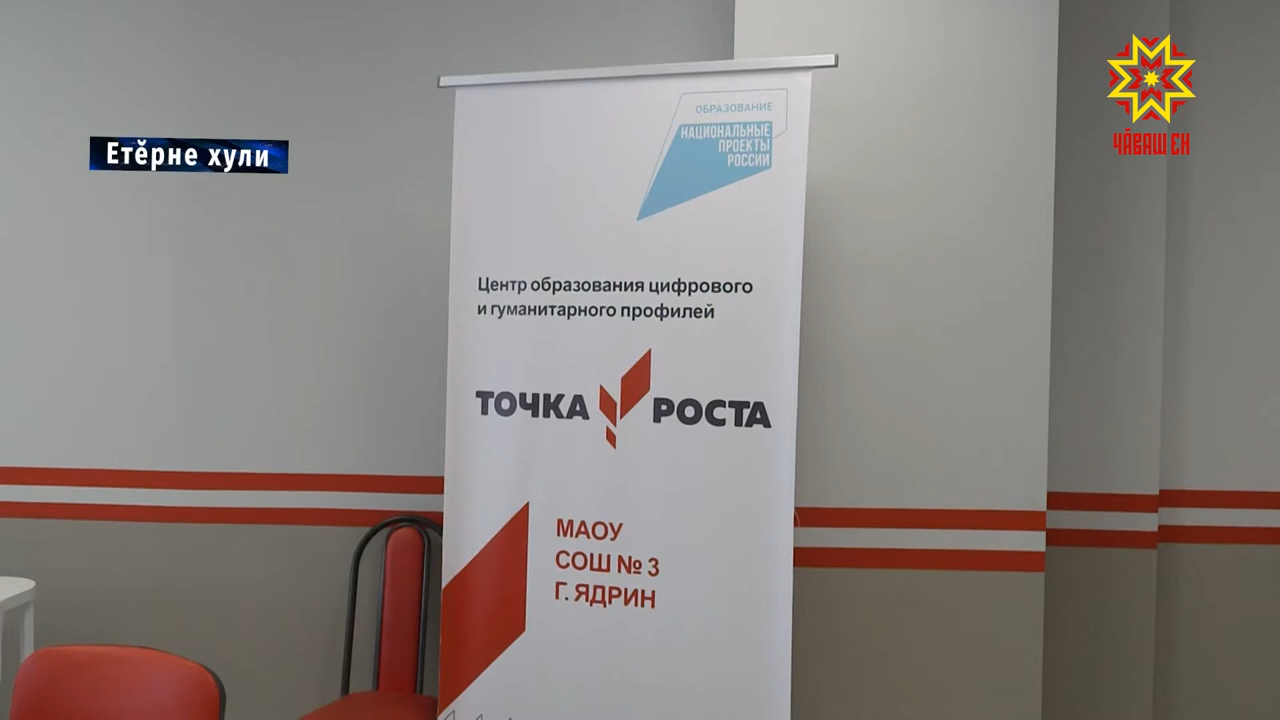 Етĕрне хули
ЧӐВАШ ЕН
ОБРАЗОВАНИЕ
НАЦИОНАЛЬНЫЕ
ПРОЕКТЫ
РОССИИ
Центр образования цифрового
и гуманитарного профилей
ТОЧКА РОСТА
МАОУ
СОШ № 3
Г. ЯДРИН